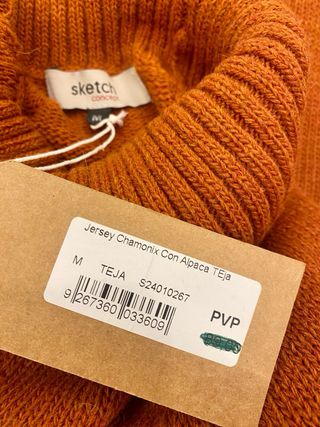 sketch
concept
M
Jersey Chamonix Con Alpaca TEja
M TEJA S24010267
9 267360 033609
PVP